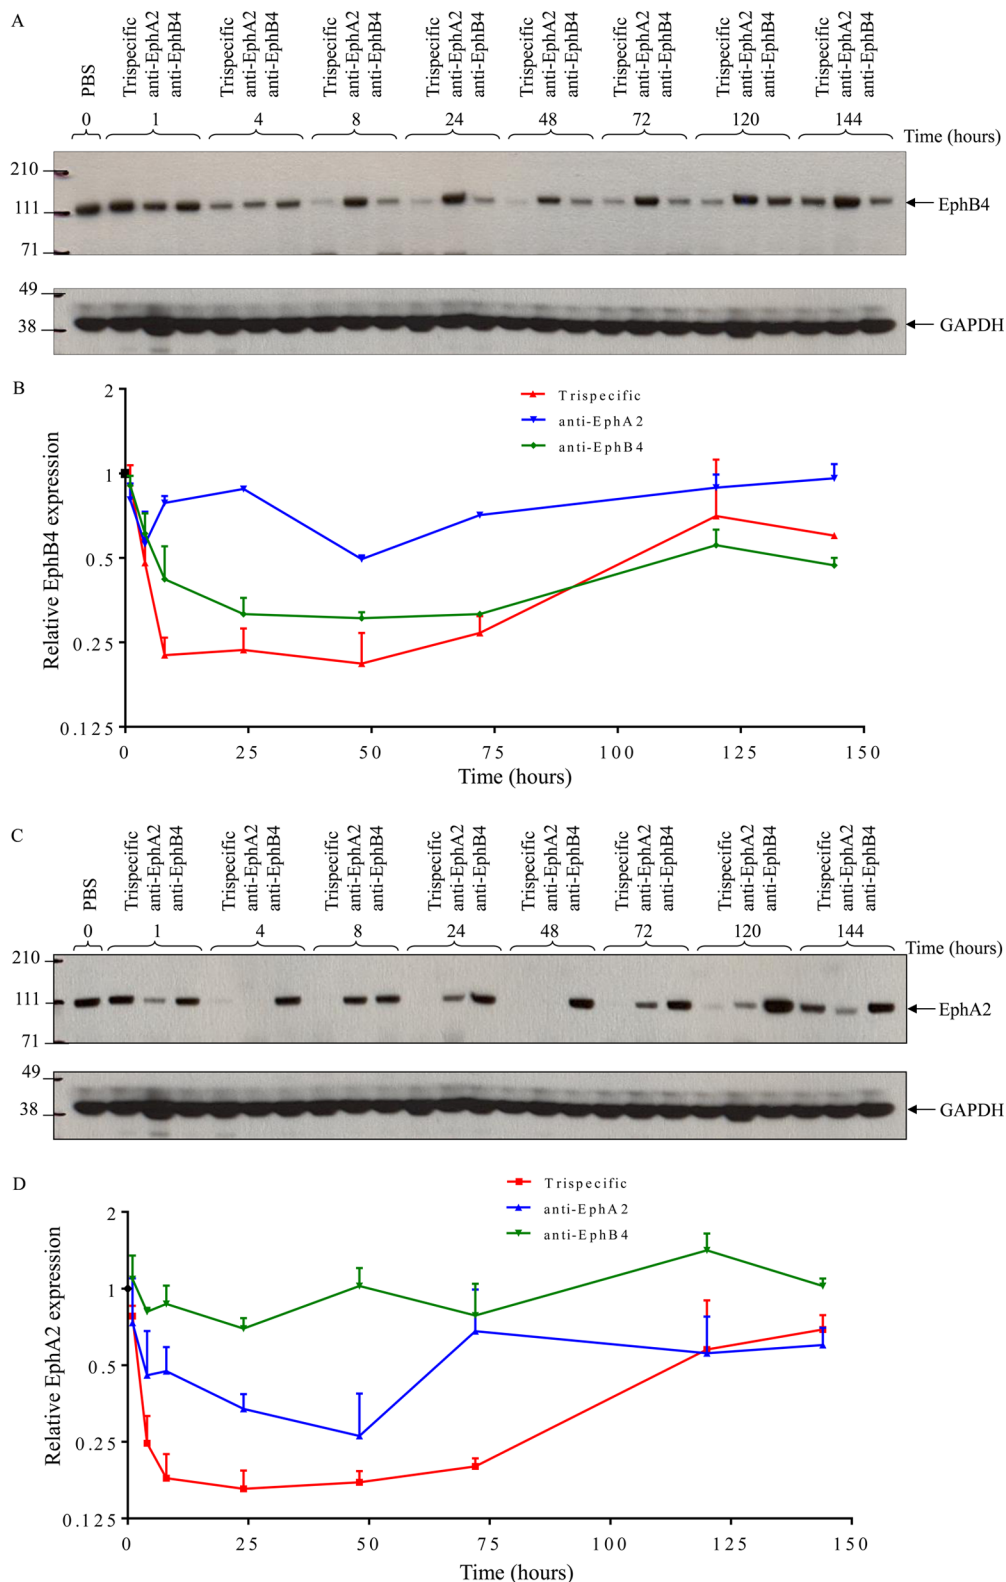 A
PBS
Trispecific
anti-EphA2
anti-EphB4
Trispecific
anti-EphA2
anti-EphB4
Trispecific
anti-EphA2
anti-EphB4
Trispecific
anti-EphA2
anti-EphB4
Trispecific
anti-EphA2
anti-EphB4
Trispecific
anti-EphA2
anti-EphB4
Trispecific
anti-EphA2
anti-EphB4
Trispecific
anti-EphA2
anti-EphB4
0 1 4 8 24 48 72 120 144 Time (hours)
210
111
71
EphB4
49
38
GAPDH
B
Trispecific
anti-EphA2
anti-EphB4
Relative EphB4 expression
2
1
0.5
0.25
0.125
0 25 50 75 100 125 150
Time (hours)
C
PBS
Trispecific
anti-EphA2
anti-EphB4
Trispecific
anti-EphA2
anti-EphB4
Trispecific
anti-EphA2
anti-EphB4
Trispecific
anti-EphA2
anti-EphB4
Trispecific
anti-EphA2
anti-EphB4
Trispecific
anti-EphA2
anti-EphB4
Trispecific
anti-EphA2
anti-EphB4
Trispecific
anti-EphA2
anti-EphB4
0 1 4 8 24 48 72 120 144 Time (hours)
210
111
71
EphA2
49
38
GAPDH
D
Trispecific
anti-EphA2
anti-EphB4
Relative EphA2 expression
2
1
0.5
0.25
0.125
0 25 50 75 100 125 150
Time (hours)